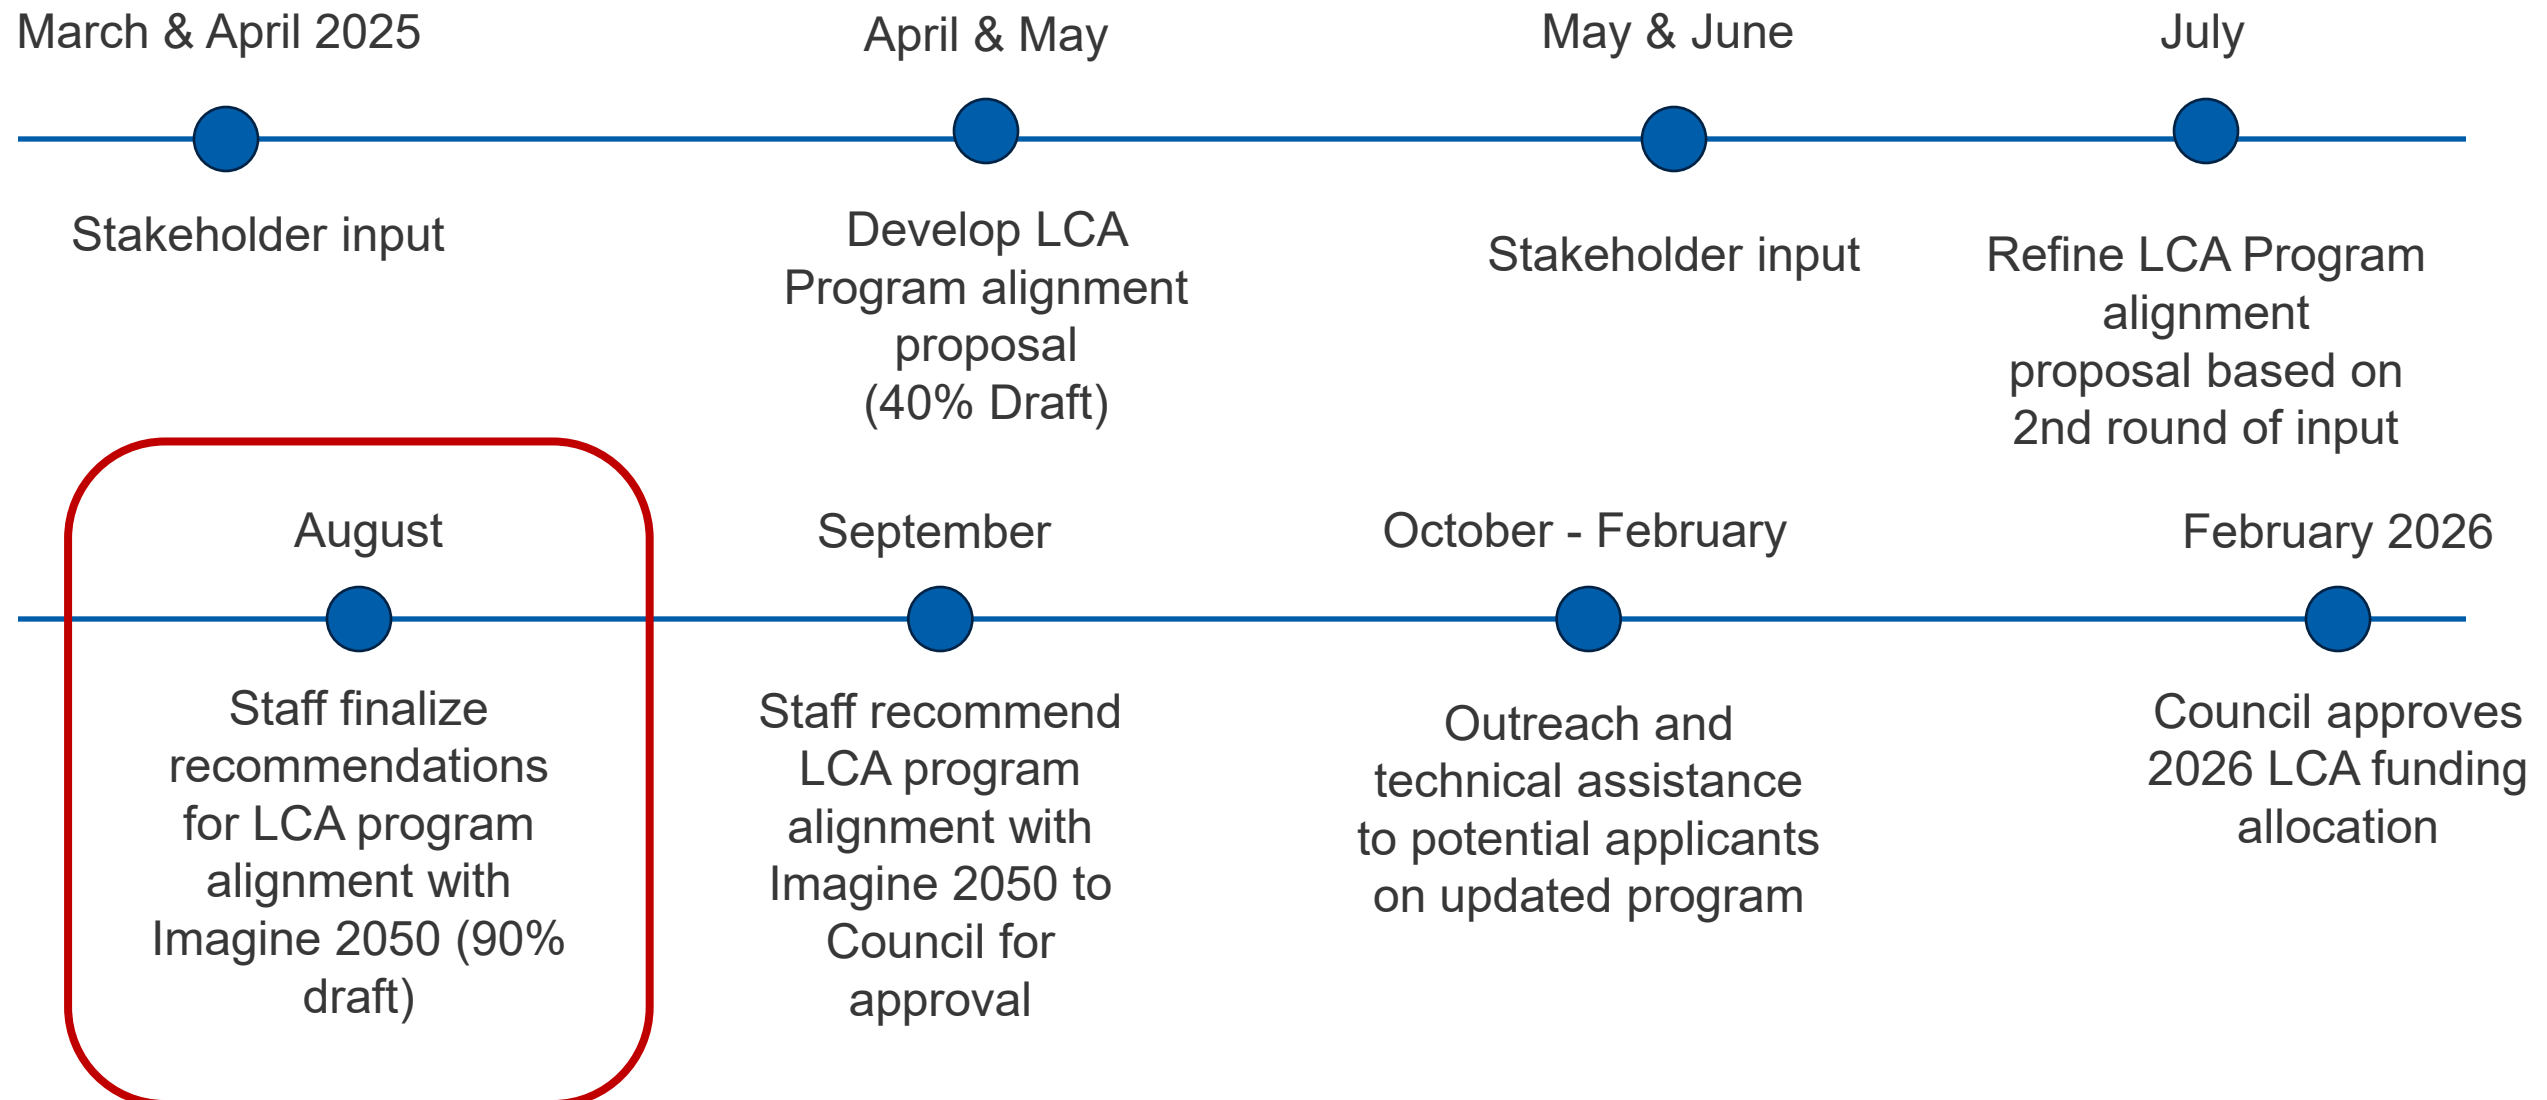 March & April 2025
Stakeholder input
April & May
Develop LCA
Program alignment
proposal
(40% Draft)
May & June
Stakeholder input
July
Refine LCA Program
alignment
proposal based on
2nd round of input
August
Staff finalize
recommendations
for LCA program
alignment with
Imagine 2050 (90%
draft)
September
Staff recommend
LCA program
alignment with
Imagine 2050 to
Council for
approval
October - February
Outreach and
technical assistance
to potential applicants
on updated program
February 2026
Council approves
2026 LCA funding
allocation